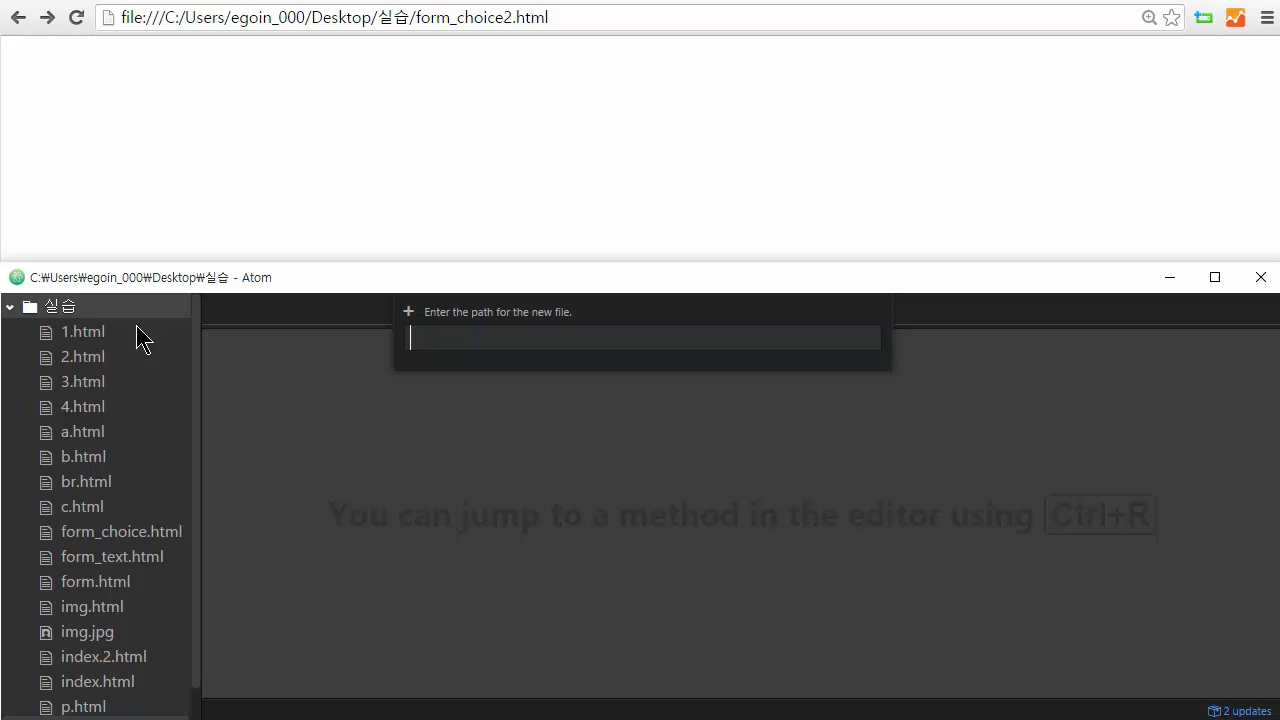 file:///C:/Users/egoin_000/Desktop/실습/form_choice2.html
C:₩Users₩egoin_000₩Desktop₩실습 - Atom
실습
1.html
2.html
3.html
4.html
a.html
b.html
br.html
c.html
form_choice.html
form_text.html
form.html
img.html
img.jpg
index.2.html
index.html
p.html
Enter the path for the new file.
You can jump to a method in the editor using Ctrl+R
2 updates